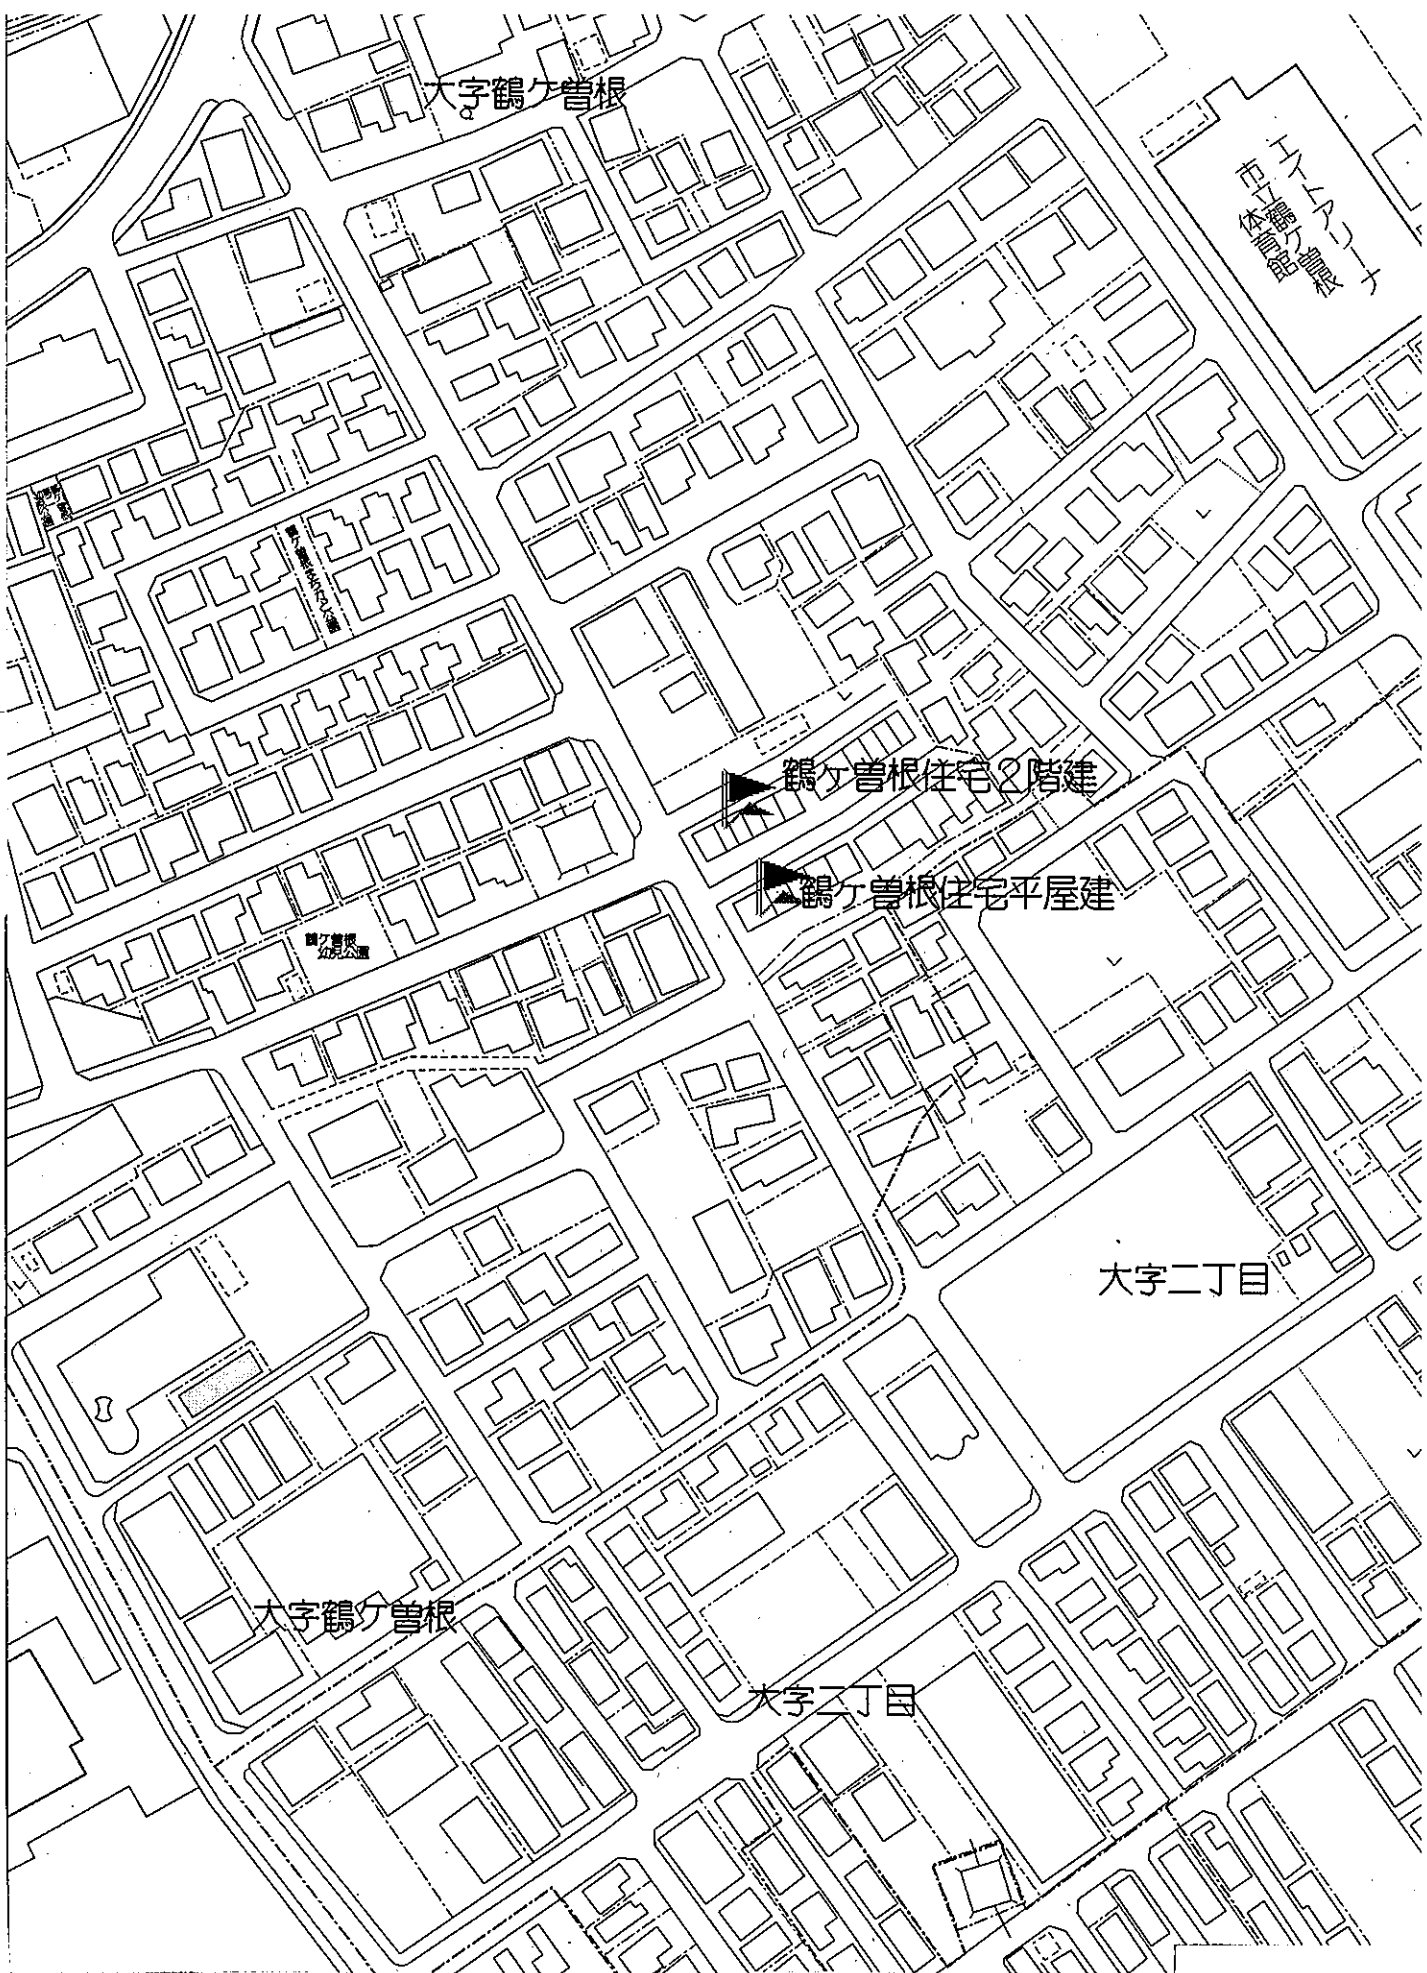 大字鶴ケ曽根
エイトアリーナ
市立鶴ケ曽根
体育館
鶴ケ曽根住宅2階建
鶴ケ曽根住宅平屋建
鶴ケ曽根
幼児公園
大字二丁目
大字鶴ケ曽根
大字二丁目